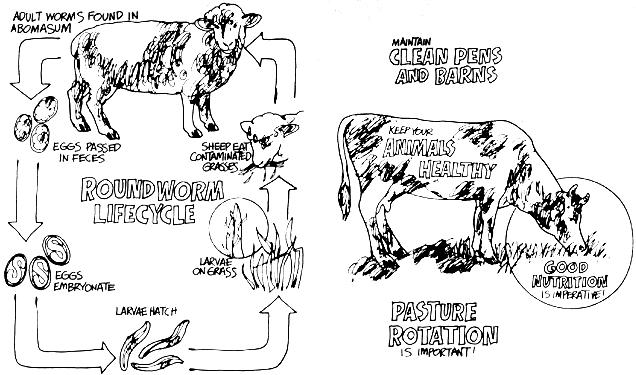 ADULT WORMS FOUND IN
ABOMASUM
EGGS PASSED
IN FECES
SHEEP EAT
CONTAMINATED
GRASSES
ROUNDWORM
LIFECYCLE
LARVAE
ON GRASS
EGGS
EMBRYONATE
LARVAE HATCH
MAINTAIN
CLEAN PENS
AND BARNS
KEEP YOUR
ANIMALS
HEALTHY
GOOD
NUTRITION
IS IMPERATIVE!
PASTURE
ROTATION
IS IMPORTANT!